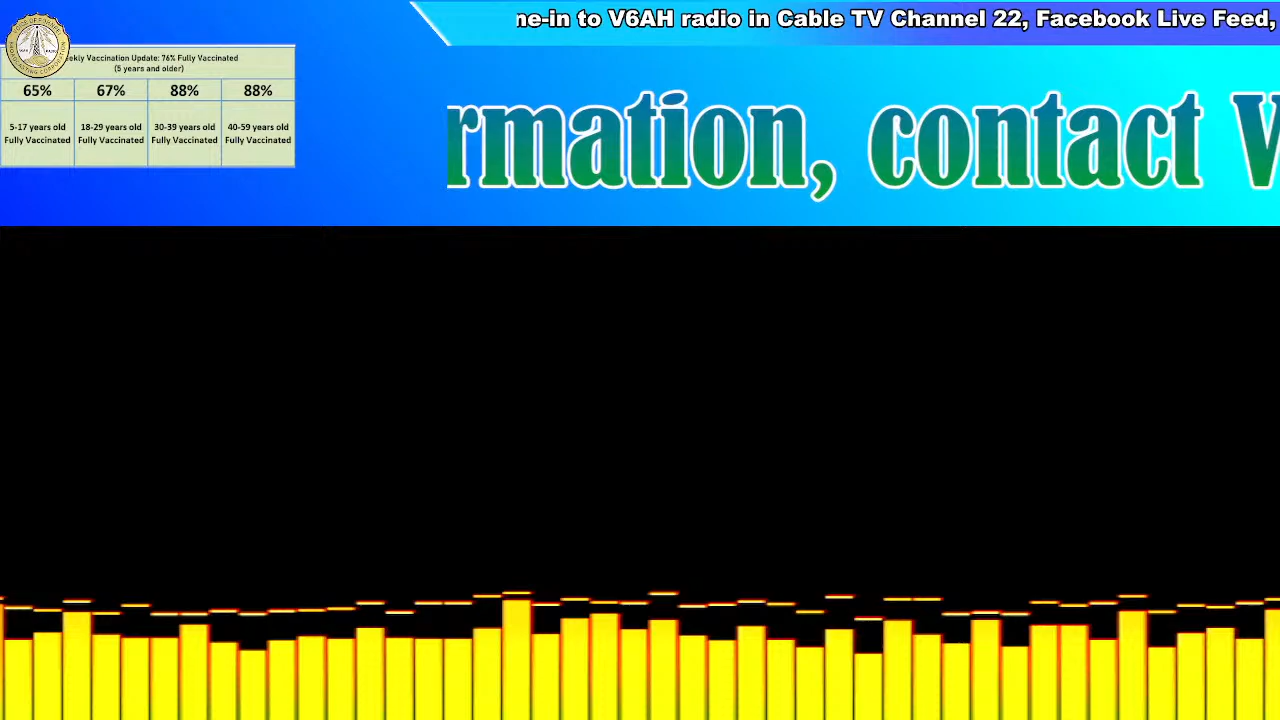 ne-in to V6AH radio in Cable TV Channel 22, Facebook Live Feed,
ekly Vaccination Update: 76% Fully Vaccinated
(5 years and older)
65% 67% 88% 88%
5-17 years old 18-29 years old 30-39 years old 40-59 years old
Fully Vaccinated Fully Vaccinated Fully Vaccinated Fully Vaccinated
rmation, contact V